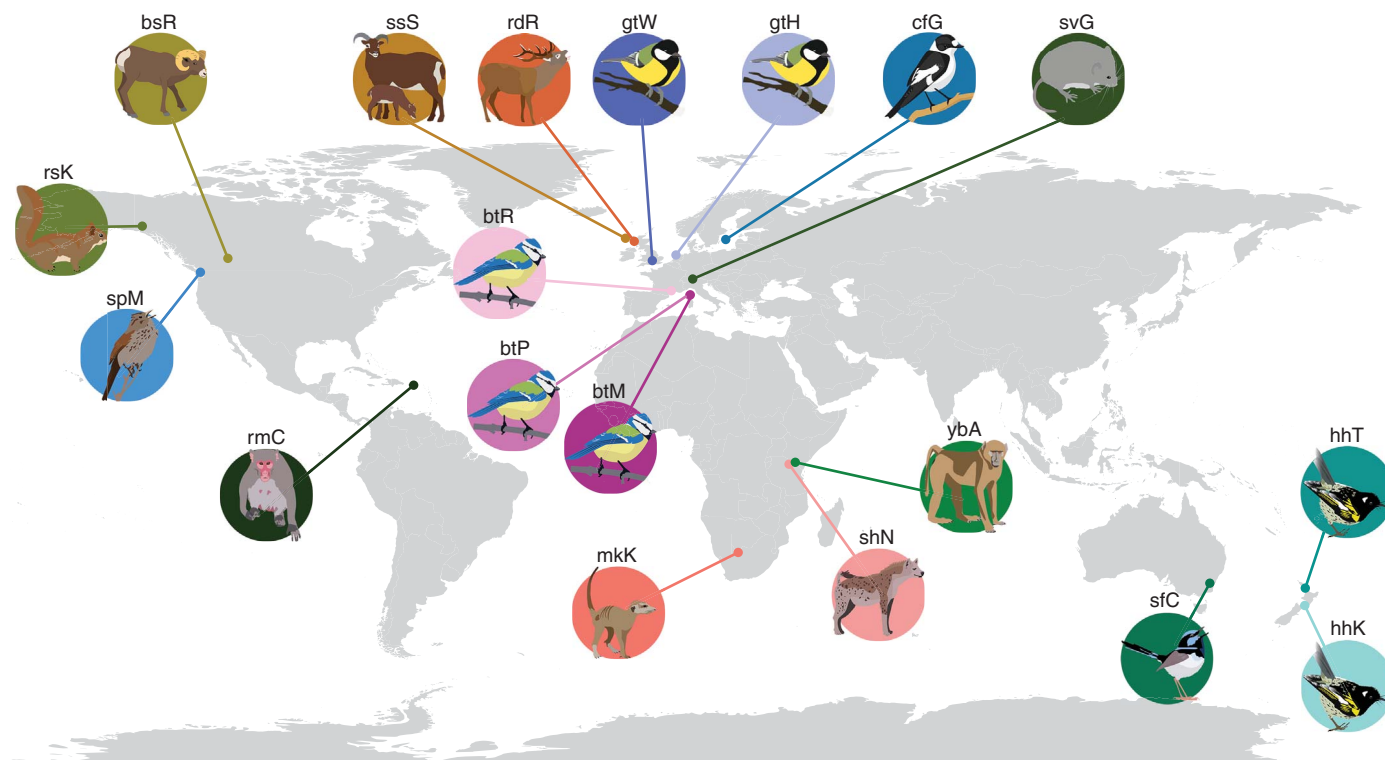 bsR
ssS
rdR
gtW
gtH
cfG
svG
rsK
btR
spM
btP
btM
rmC
ybA
hhT
mkK
shN
sfC
hhK